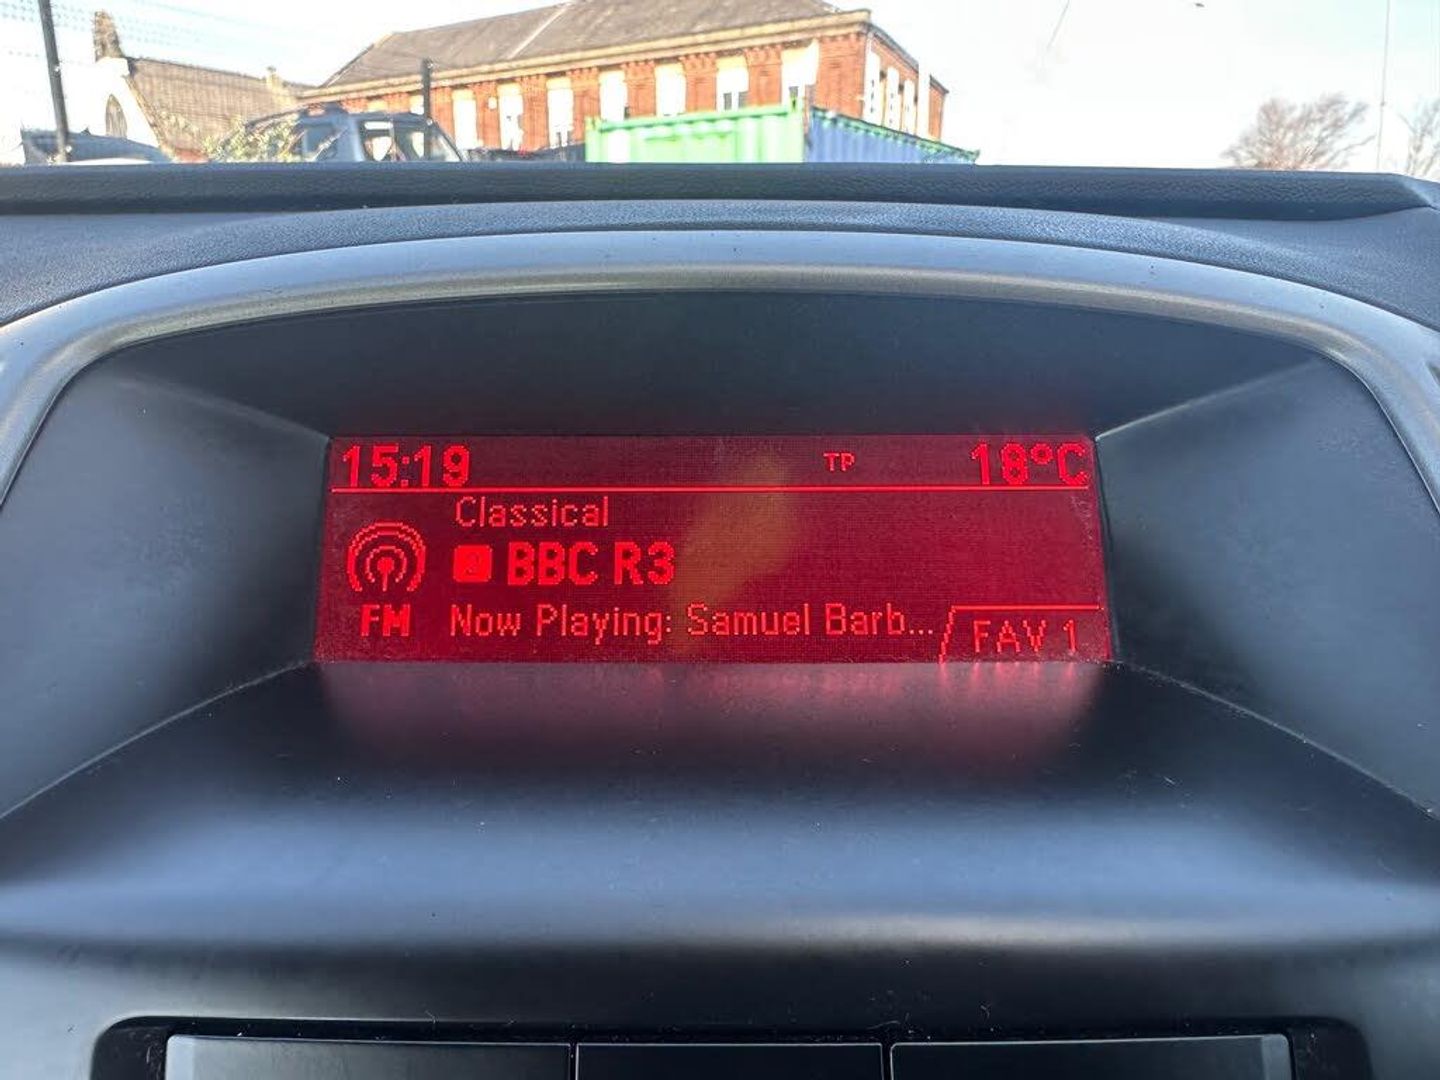 15:19 TP 18°C
Classical
BBC R3
FM Now Playing: Samuel Barb...
FAV 1